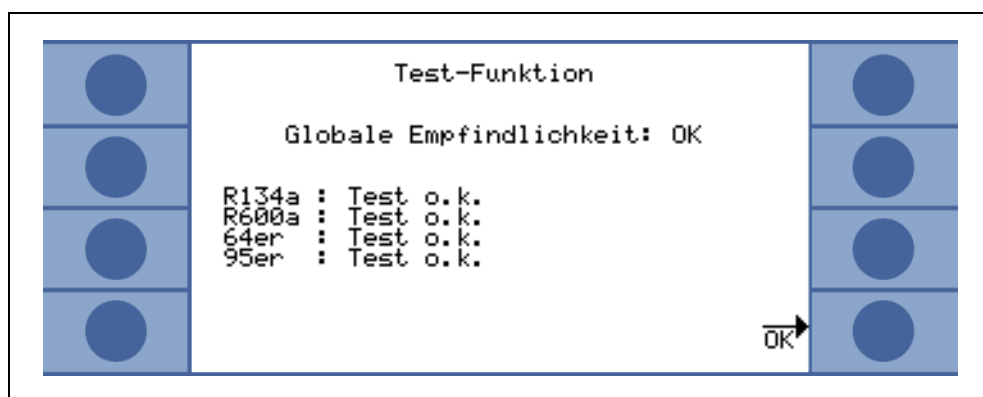 Test-Funktion
Globale Empfindlichkeit: OK
R134a : Test o.k.
R600a : Test o.k.
64er : Test o.k.
95er : Test o.k.
OK